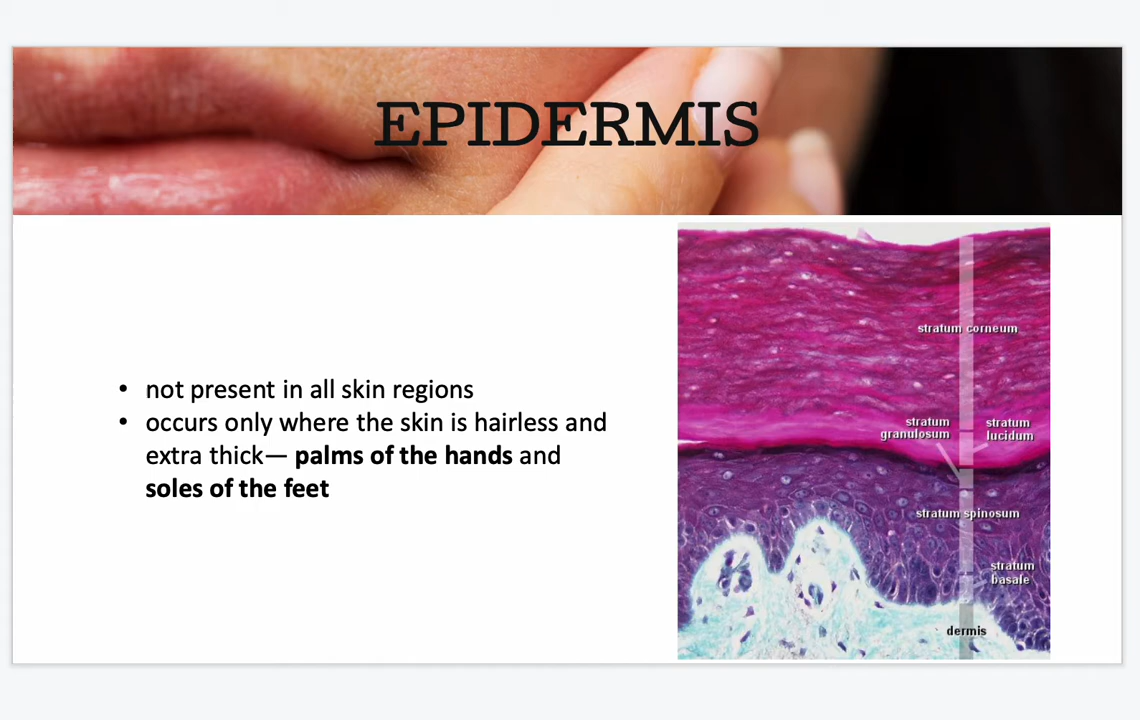 EPIDERMIS
• not present in all skin regions
• occurs only where the skin is hairless and
extra thick— palms of the hands and
soles of the feet
stratum corneum
stratum
granulosum
stratum
lucidum
stratum spinosum
stratum
basale
dermis